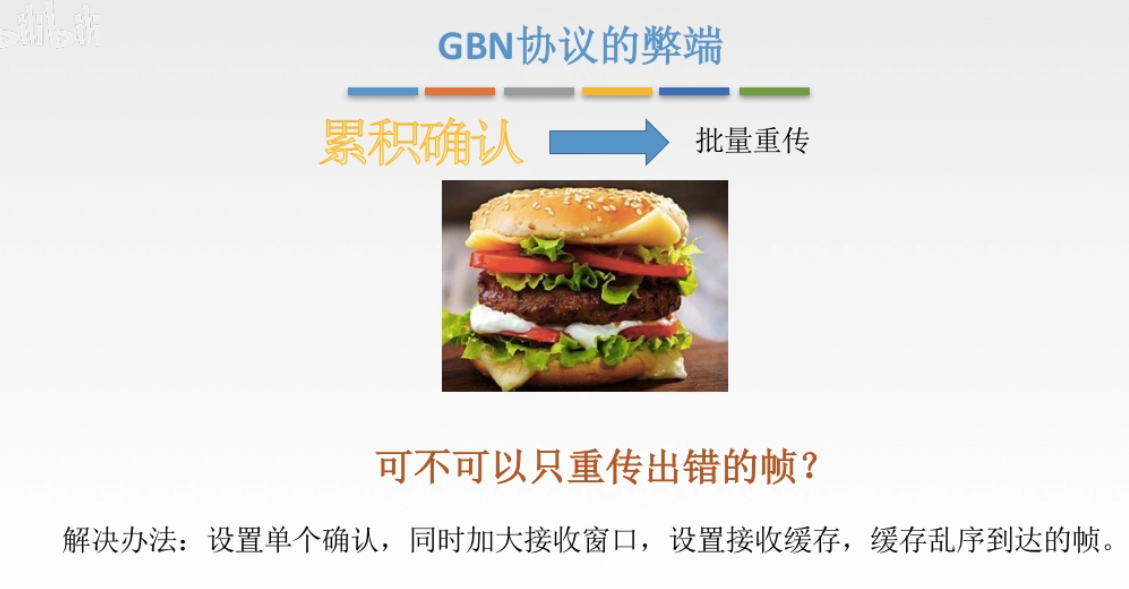 GBN协议的弊端
累积确认
批量重传
可不可以只重传出错的帧？
解决办法：设置单个确认，同时加大接收窗口，设置接收缓存，缓存乱序到达的帧。